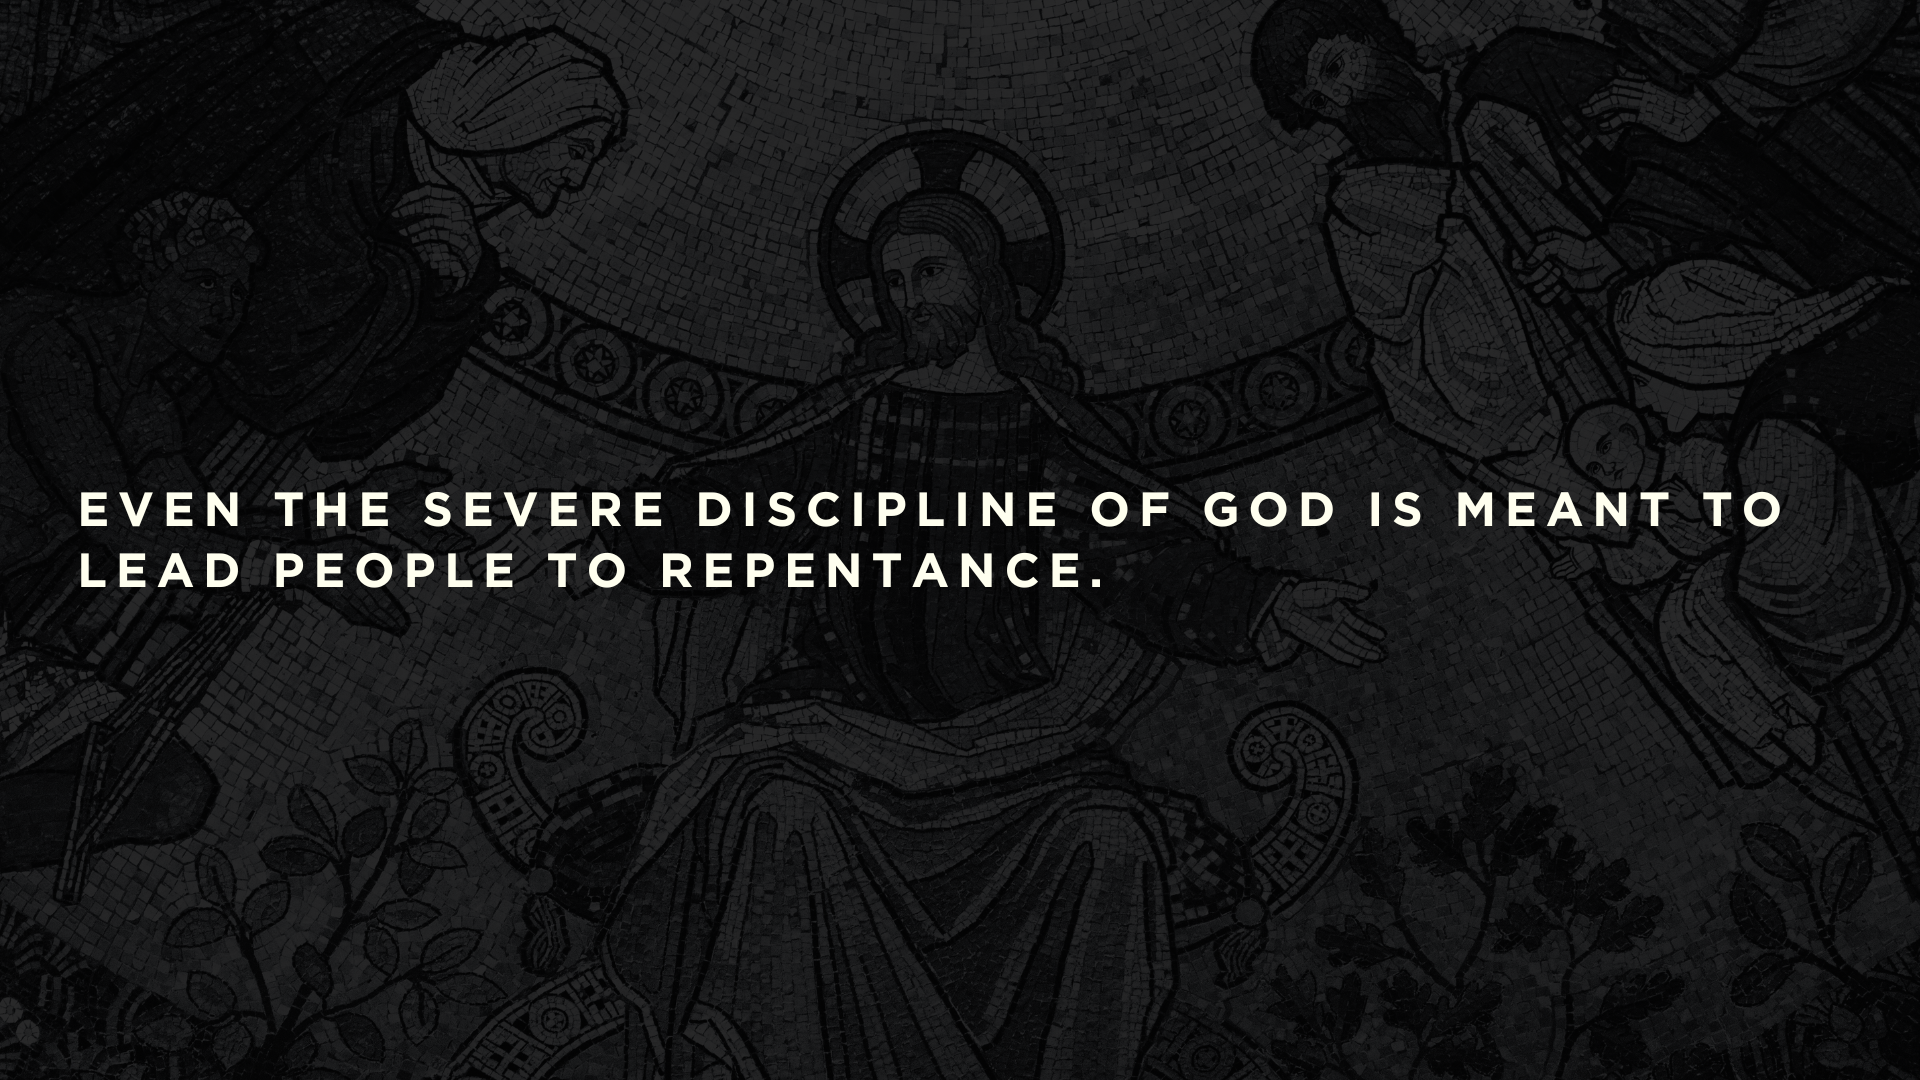 EVEN THE SEVERE DISCIPLINE OF GOD IS MEANT TO
LEAD PEOPLE TO REPENTANCE.